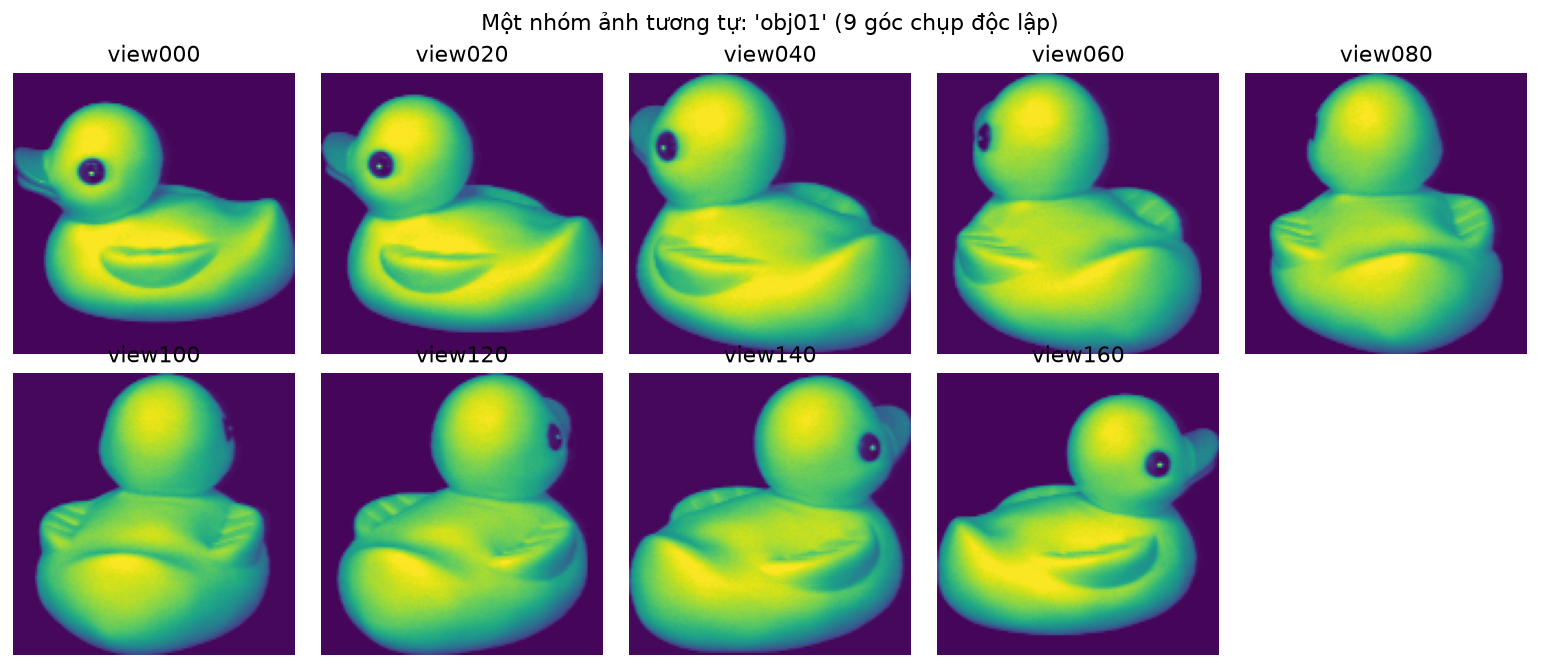 Một nhóm ảnh tương tự: 'obj01' (9 góc chụp độc lập)
view000 view020 view040 view060 view080
view100 view120 view140 view160